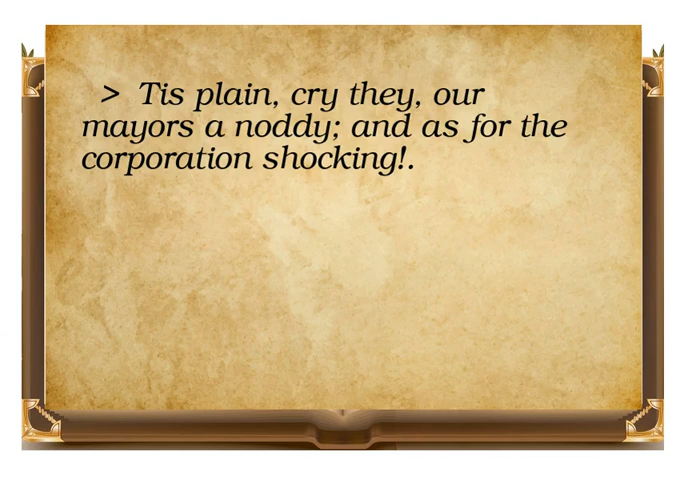 > Tis plain, cry they, our
mayors a noddy; and as for the
corporation shocking!.